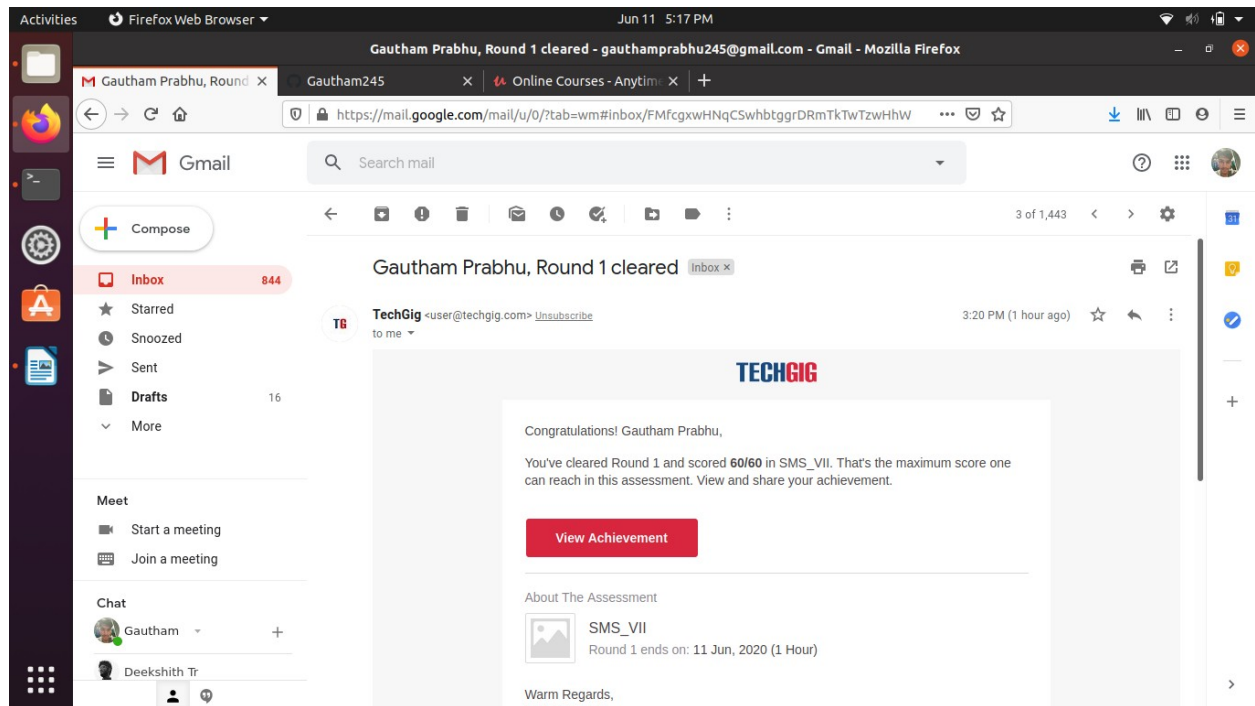 Activities
Firefox Web Browser
Jun 11 5:17 PM
Gautham Prabhu, Round 1 cleared - gauthamprabhu245@gmail.com - Gmail - Mozilla Firefox
Gautham Prabhu, Round
Gautham245
Online Courses - Anytim
https://mail.google.com/mail/u/0/?tab=wm#inbox/FMfcgxwHNqCSwhbtggrDRmTkTwTzwHhW
Gmail
Search mail
Compose
3 of 1,443
31
Inbox 844
Starred
Snoozed
Sent
Drafts 16
More
Meet
Start a meeting
Join a meeting
Chat
Gautham
Deekshith Tr
Gautham Prabhu, Round 1 cleared Inbox ×
TG
TechGig <user@techgig.com> Unsubscribe
3:20 PM (1 hour ago)
to me
TECHGIG
Congratulations! Gautham Prabhu,
You've cleared Round 1 and scored 60/60 in SMS_VII. That's the maximum score one
can reach in this assessment. View and share your achievement.
View Achievement
About The Assessment
SMS_VII
Round 1 ends on: 11 Jun, 2020 (1 Hour)
Warm Regards,